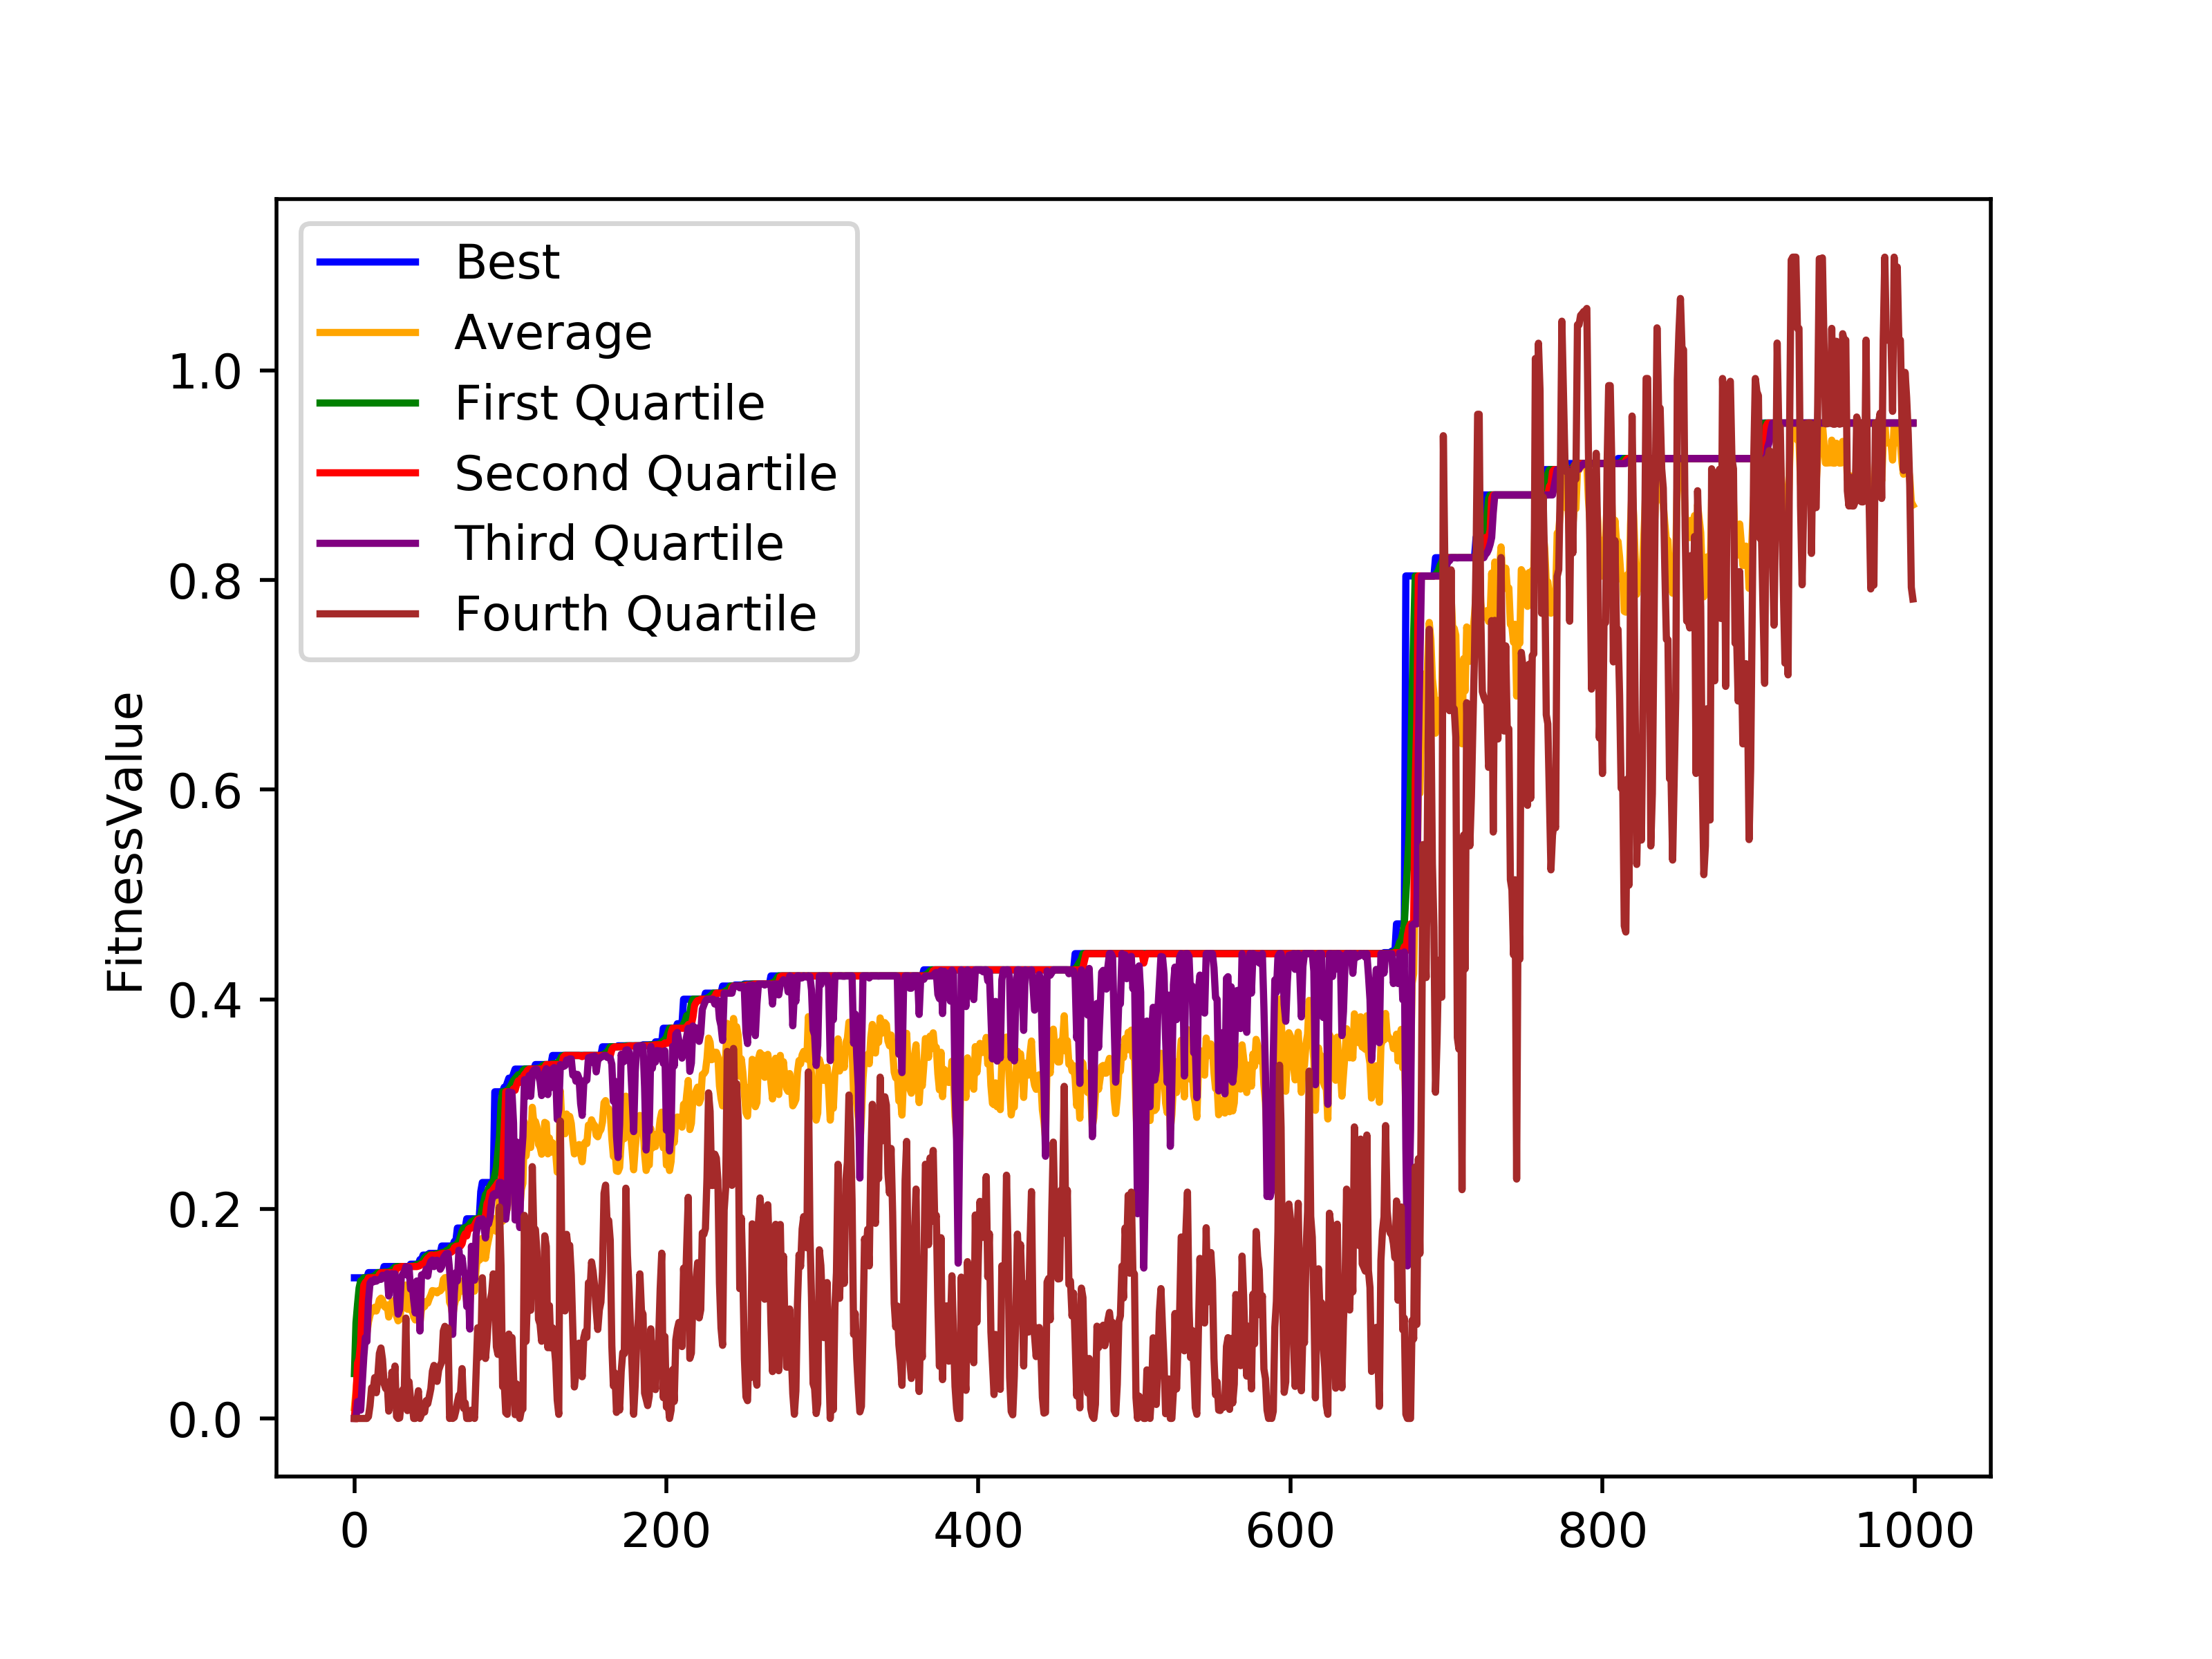 Best
Average
First Quartile
Second Quartile
Third Quartile
Fourth Quartile
FitnessValue
1.0
0.8
0.6
0.4
0.2
0.0
0 200 400 600 800 1000